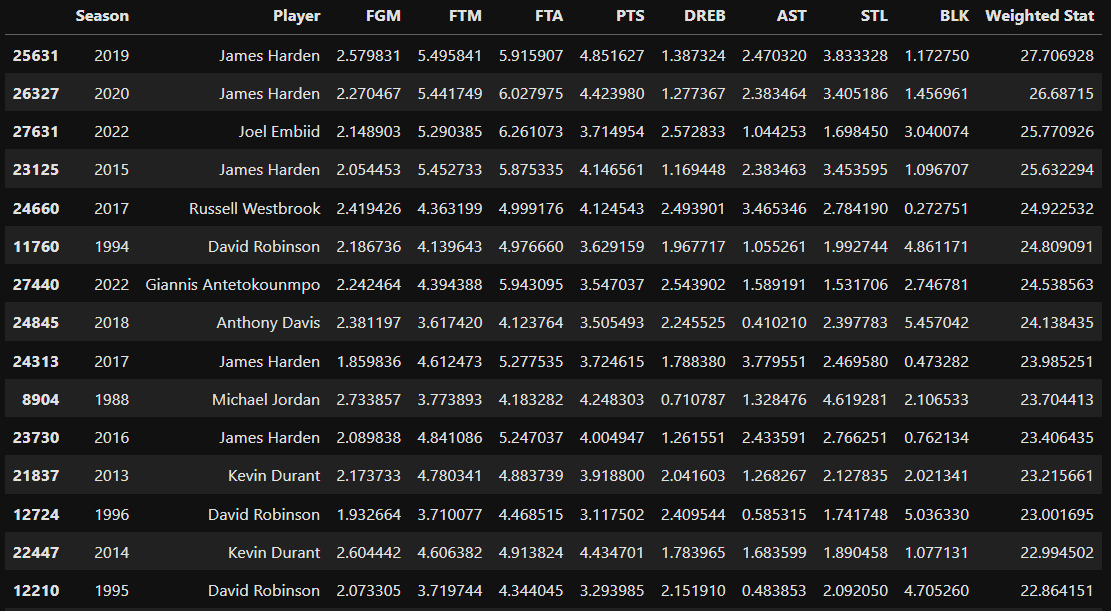 Season Player FGM FTM FTA PTS DREB AST STL BLK Weighted Stat
25631 2019 James Harden 2.579831 5.495841 5.915907 4.851627 1.387324 2.470320 3.833328 1.172750 27.706928
26327 2020 James Harden 2.270467 5.441749 6.027975 4.423980 1.277367 2.383464 3.405186 1.456961 26.68715
27631 2022 Joel Embiid 2.148903 5.290385 6.261073 3.714954 2.572833 1.044253 1.698450 3.040074 25.770926
23125 2015 James Harden 2.054453 5.452733 5.875335 4.146561 1.169448 2.383463 3.453595 1.096707 25.632294
24660 2017 Russell Westbrook 2.419426 4.363199 4.999176 4.124543 2.493901 3.465346 2.784190 0.272751 24.922532
11760 1994 David Robinson 2.186736 4.139643 4.976660 3.629159 1.967717 1.055261 1.992744 4.861171 24.809091
27440 2022 Giannis Antetokounmpo 2.242464 4.394388 5.943095 3.547037 2.543902 1.589191 1.531706 2.746781 24.538563
24845 2018 Anthony Davis 2.381197 3.617420 4.123764 3.505493 2.245525 0.410210 2.397783 5.457042 24.138435
24313 2017 James Harden 1.859836 4.612473 5.277535 3.724615 1.788380 3.779551 2.469580 0.473282 23.985251
8904 1988 Michael Jordan 2.733857 3.773893 4.183282 4.248303 0.710787 1.328476 4.619281 2.106533 23.704413
23730 2016 James Harden 2.089838 4.841086 5.247037 4.004947 1.261551 2.433591 2.766251 0.762134 23.406435
21837 2013 Kevin Durant 2.173733 4.780341 4.883739 3.918800 2.041603 1.268267 2.127835 2.021341 23.215661
12724 1996 David Robinson 1.932664 3.710077 4.468515 3.117502 2.409544 0.585315 1.741748 5.036330 23.001695
22447 2014 Kevin Durant 2.604442 4.606382 4.913824 4.434701 1.783965 1.683599 1.890458 1.077131 22.994502
12210 1995 David Robinson 2.073305 3.719744 4.344045 3.293985 2.151910 0.483853 2.092050 4.705260 22.864151